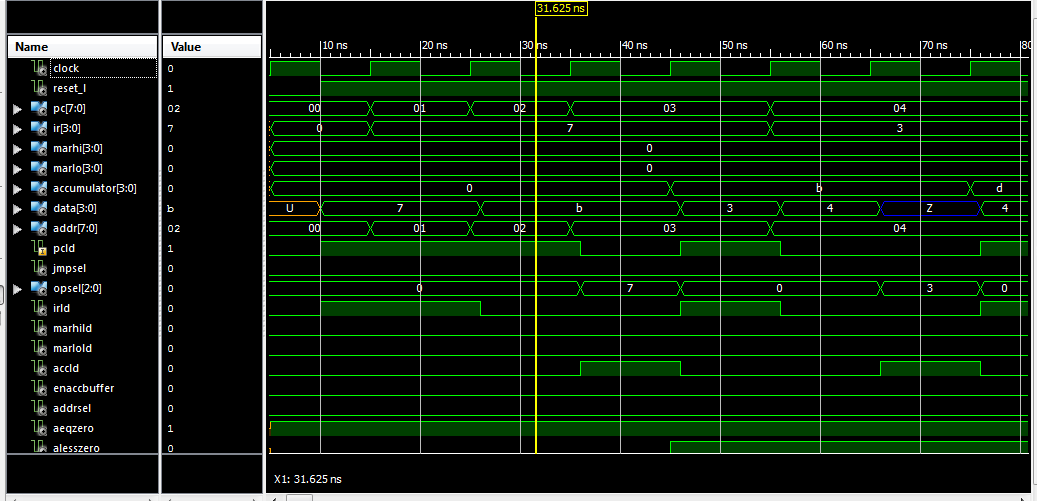 31.625 ns
Name Value
10 ns 20 ns 30 ns 40 ns 50 ns 60 ns 70 ns 80
clock 0
reset_l 1
pc[7:0] 02 00 01 02 03 04
ir[3:0] 7 0 7 3
marhi[3:0] 0 0
marlo[3:0] 0 0
accumulator[3:0] 0 0 b d
data[3:0] b U 7 b 3 4 Z 4
addr[7:0] 02 00 01 02 03 04
pcld 1
jmpsel 0
opsel[2:0] 0 0 7 0 3 0
irld 0
marhild 0
marlold 0
accld 0
enaccbuffer 0
addrsel 0
aeqzero 1
alesszero 0
X1: 31.625 ns